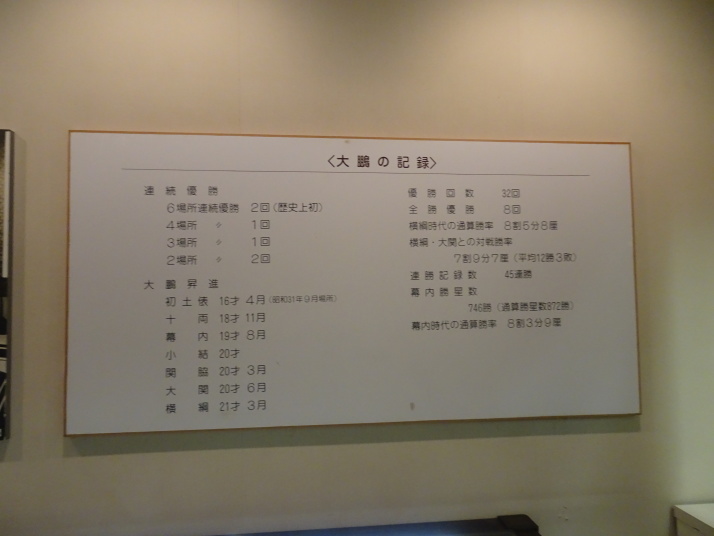 〈大鵬の記録〉
連続優勝
6場所連続優勝 2回(歴史上初)
4場所 〃 1回
3場所 〃 1回
2場所 〃 2回
大鵬昇進
初土俵 16才 4月(昭和31年9月場所)
十両 18才 11月
幕内 19才 8月
小結 20才
関脇 20才 3月
大関 20才 6月
横綱 21才 3月
優勝回数 32回
全勝優勝 8回
横綱時代の通算勝率 8割5分8厘
横綱・大関との対戦勝率
7割9分7厘(平均12勝3敗)
連勝記録数 45連勝
幕内勝星数
746勝(通算勝星数872勝)
幕内時代の通算勝率 8割3分9厘